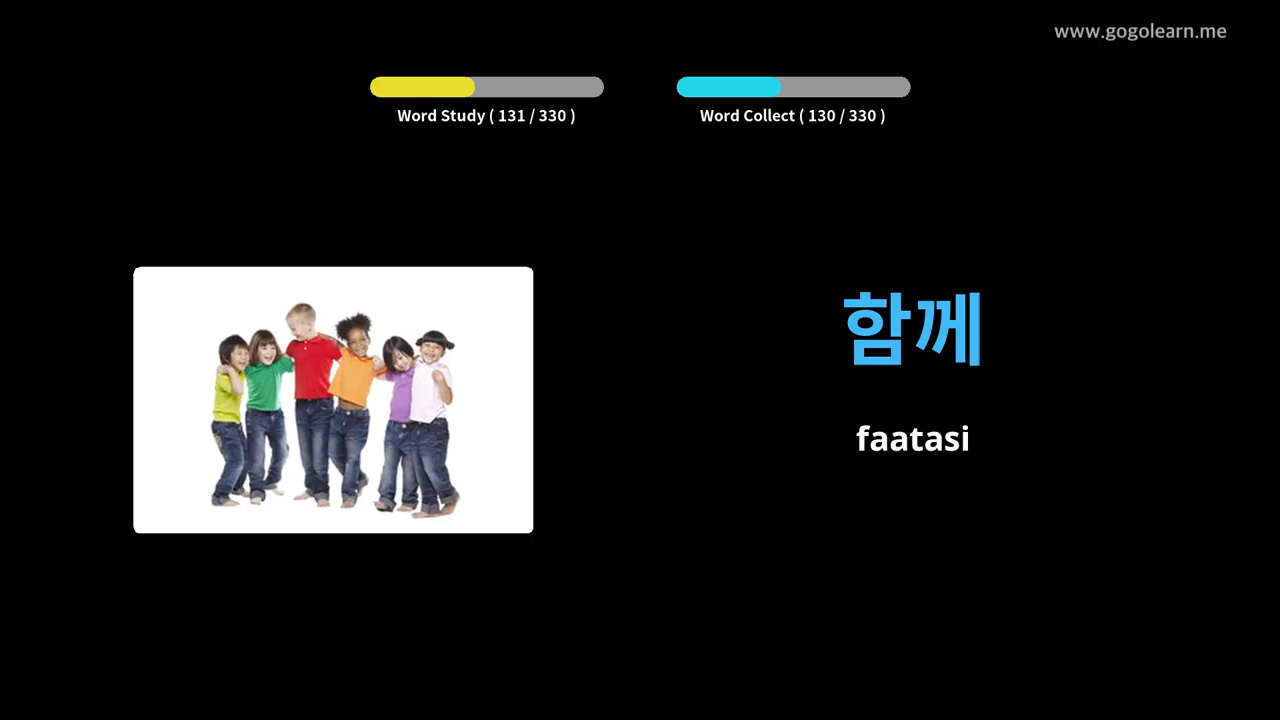 www.gogolearn.me
Word Study ( 131 / 330 )
Word Collect ( 130 / 330 )
함께
faatasi